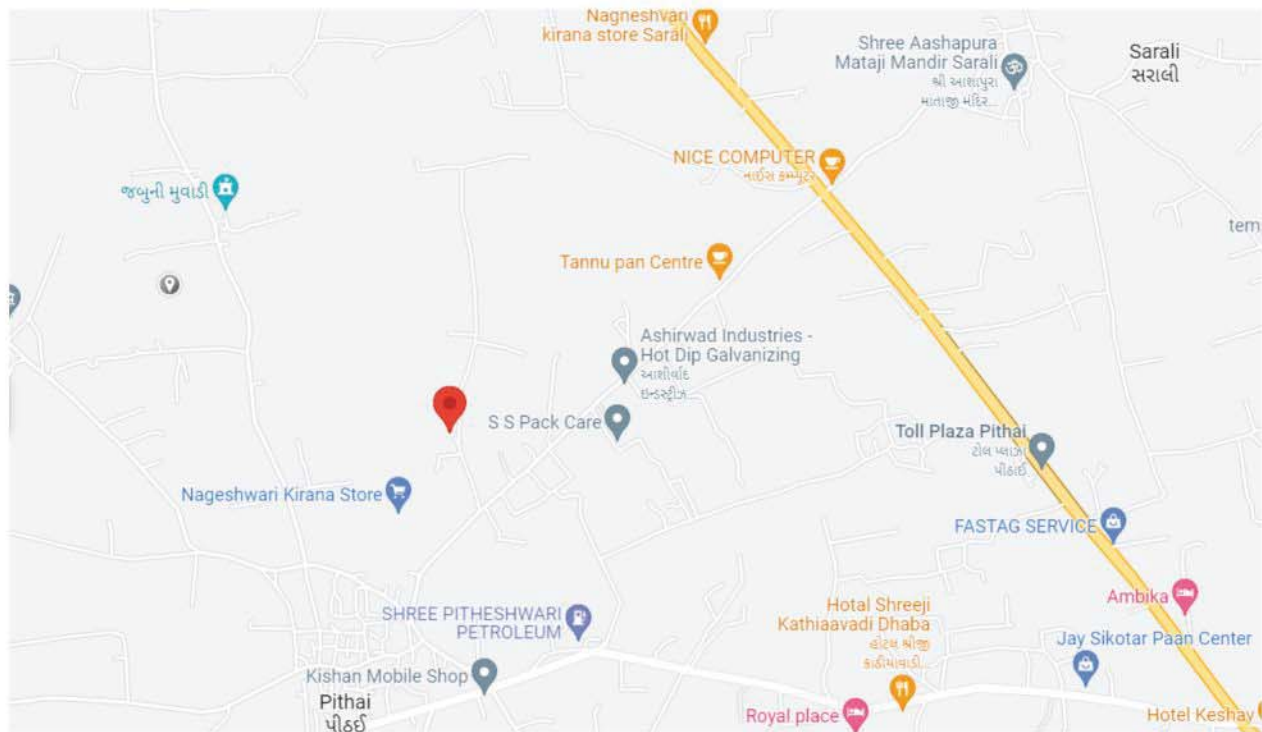 Nagneshvari
kirana store Sarali
Shree Aashapura
Mataji Mandir Sarali
શ્રી આશાપુરા
માતાજી મંદિર...
Sarali
સરાલી
NICE COMPUTER
નાઈસ કમ્પ્યુટર
જબુની મુવાડી
tem
Tannu pan Centre
Ashirwad Industries -
Hot Dip Galvanizing
આશીર્વાદ
ઇન્ડસ્ટ્રીઝ...
S S Pack Care
Toll Plaza Pithai
ટોલ પ્લાઝા
પીઠાઈ
Nageshwari Kirana Store
FASTAG SERVICE
Ambika
Hotal Shreeji
Kathiaavadi Dhaba
હોટલ શ્રીજી
કાઠીયાવાડી...
SHREE PITHESHWARI
PETROLEUM
Jay Sikotar Paan Center
Kishan Mobile Shop
Pithai
પીઠઈ
Royal place
Hotel Keshav